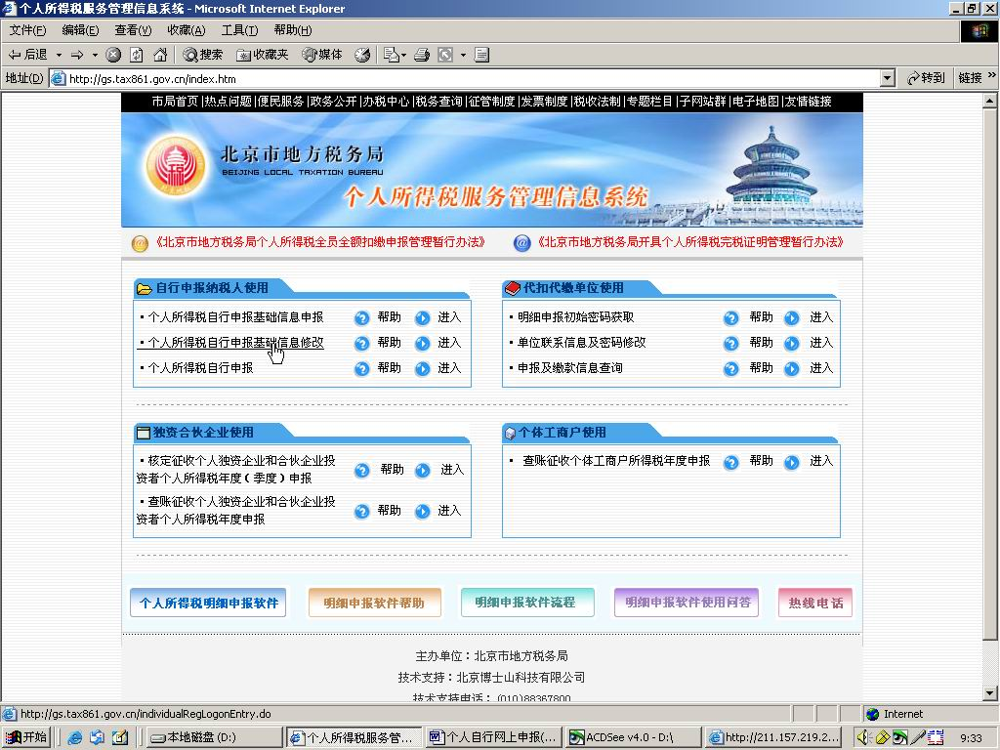 个人所得税服务管理信息系统 - Microsoft Internet Explorer
文件(F) 编辑(E) 查看(V) 收藏(A) 工具(T) 帮助(H)
后退 搜索 收藏夹 媒体
地址(D) http://gs.tax861.gov.cn/index.htm 转到 链接 »
市局首页|热点问题|便民服务|政务公开|办税中心|税务查询|征管制度|发票制度|税收法制|专题栏目|子网站群|电子地图|友情链接
北京市地方税务局
BEIJING LOCAL TAXATION BUREAU
个人所得税服务管理信息系统
@ 《北京市地方税务局个人所得税全员全额扣缴申报管理暂行办法》 @ 《北京市地方税务局开具个人所得税完税证明管理暂行办法》
自行申报纳税人使用
· 个人所得税自行申报基础信息申报 ? 帮助 进入
· 个人所得税自行申报基础信息修改 ? 帮助 进入
· 个人所得税自行申报 ? 帮助 进入
代扣代缴单位使用
· 明细申报初始密码获取 ? 帮助 进入
· 单位联系信息及密码修改 ? 帮助 进入
· 申报及缴款信息查询 ? 帮助 进入
独资合伙企业使用
· 核定征收个人独资企业和合伙企业投
资者个人所得税年度(季度)申报 ? 帮助 进入
· 查账征收个人独资企业和合伙企业投
资者个人所得税年度申报 ? 帮助 进入
个体工商户使用
· 查账征收个体工商户所得税年度申报 ? 帮助 进入
个人所得税明细申报软件 明细申报软件帮助 明细申报软件流程 明细申报软件使用问答 热线电话
主办单位：北京市地方税务局
技术支持：北京博士山科技有限公司
技术支持电话： (010)88367800
http://gs.tax861.gov.cn/individualRegLogonEntry.do Internet
开始 本地磁盘 (D:) 个人所得税服务管... 个人自行网上申报(... ACDSee v4.0 - D:\ http://211.157.219.2... 9:33